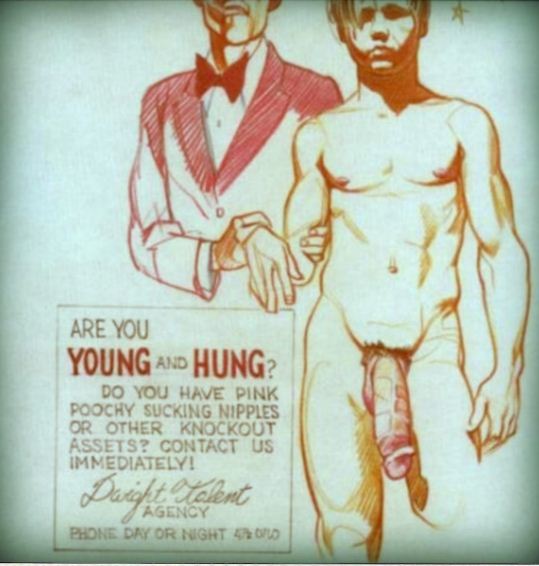 ARE YOU
YOUNG AND HUNG?
DO YOU HAVE PINK
POOCHY SUCKING NIPPLES
OR OTHER KNOCKOUT
ASSETS? CONTACT US
IMMEDIATELY!
Dwight Talent
AGENCY
PHONE DAY OR NIGHT